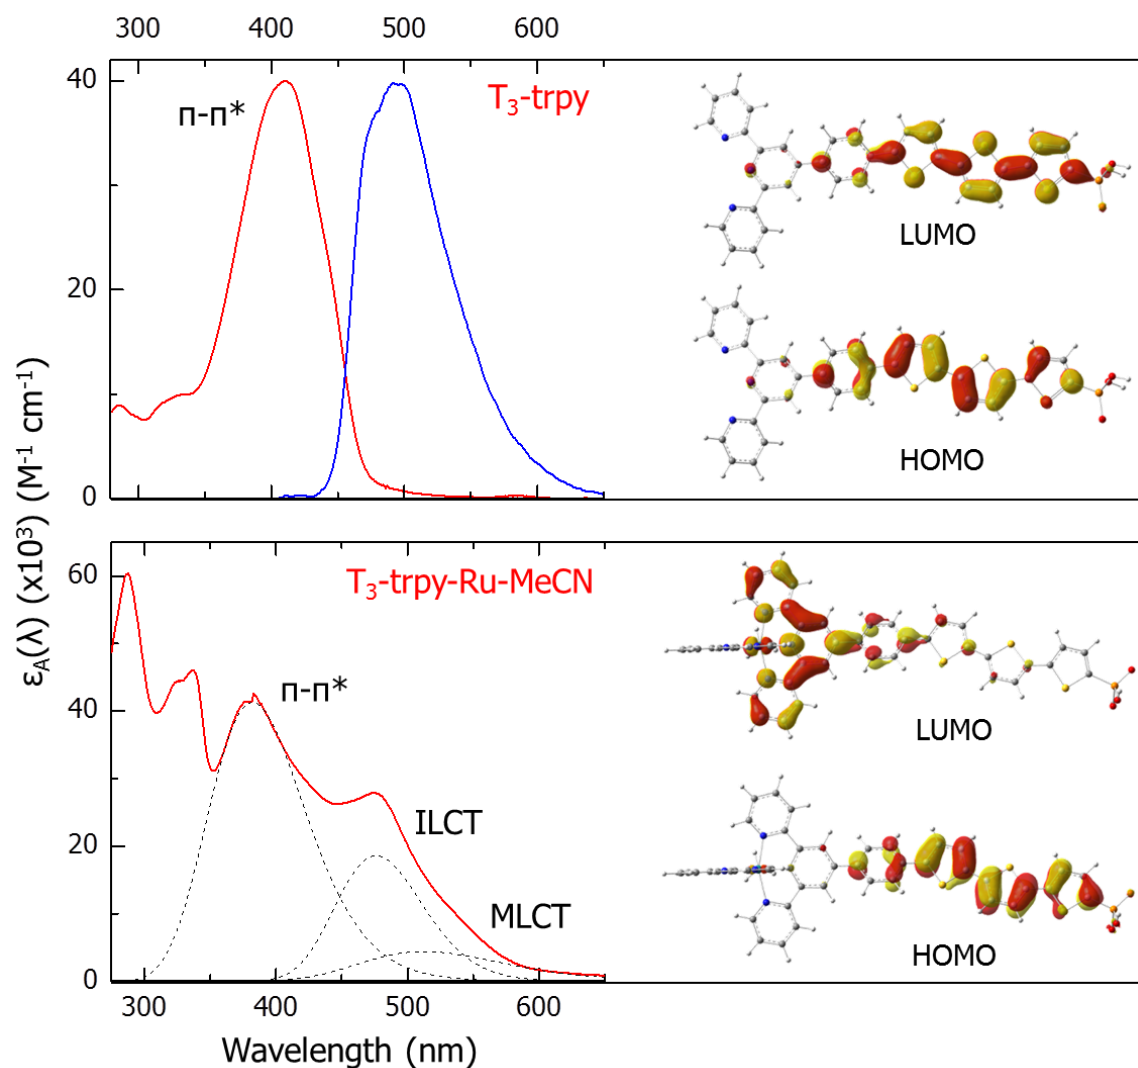 300 400 500 600
40
20
0
π-π*
T₃-trpy
LUMO
HOMO
εA(λ) (x10³) (M⁻¹ cm⁻¹)
60
40
20
0
T₃-trpy-Ru-MeCN
π-π*
ILCT
MLCT
LUMO
HOMO
300 400 500 600
Wavelength (nm)